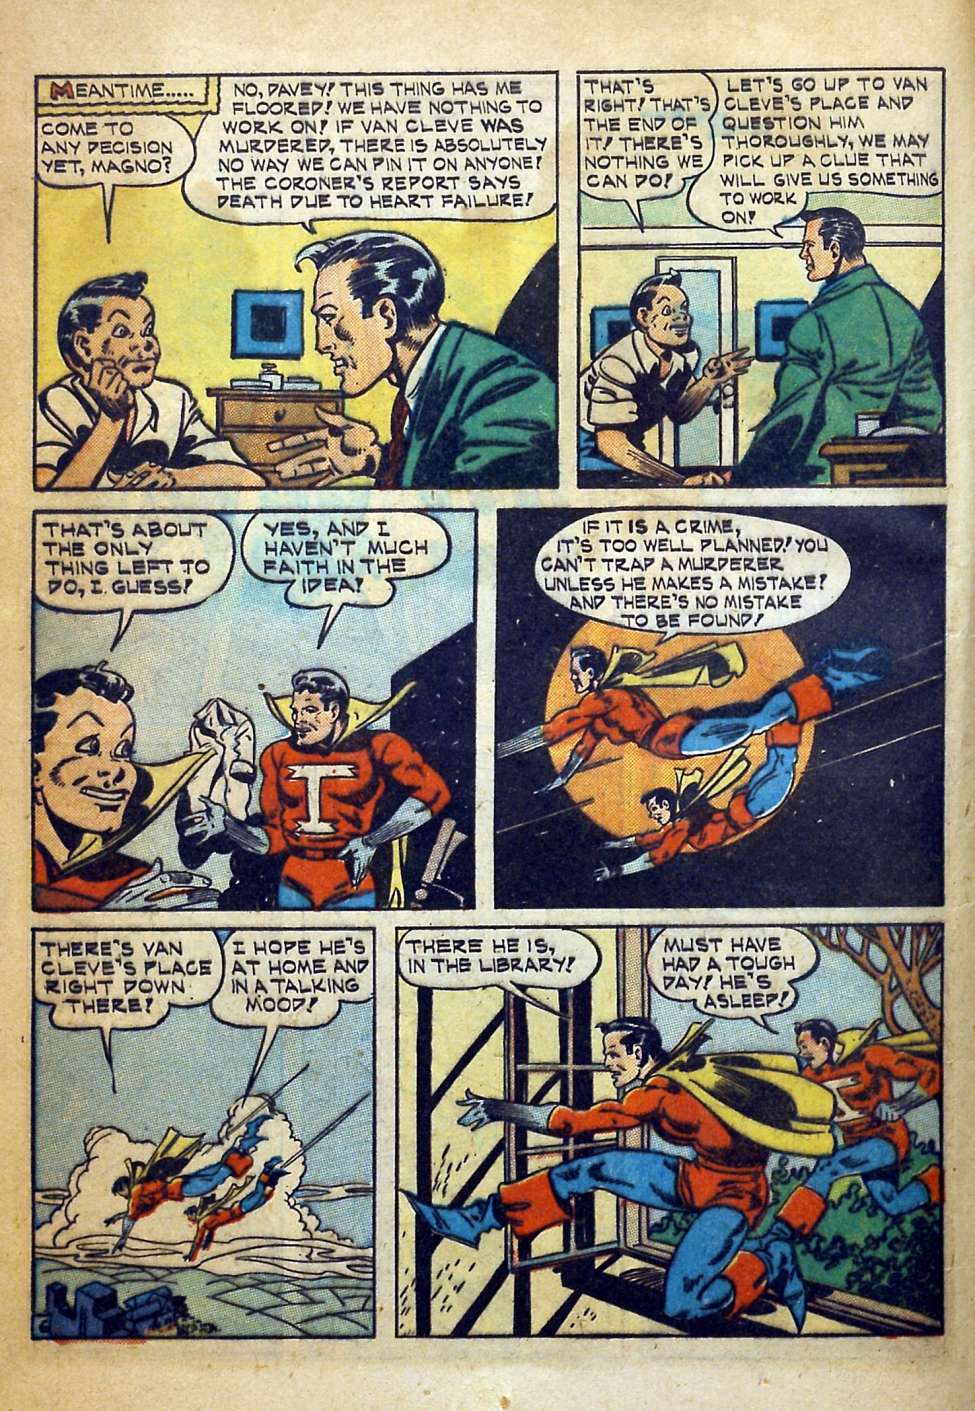 MEANTIME.....
COME TO
ANY DECISION
YET, MAGNO?
NO, DAVEY! THIS THING HAS ME
FLOORED! WE HAVE NOTHING TO
WORK ON! IF VAN CLEVE WAS
MURDERED, THERE IS ABSOLUTELY
NO WAY WE CAN PIN IT ON ANYONE!
THE CORONER'S REPORT SAYS
DEATH DUE TO HEART FAILURE!
THAT'S
RIGHT! THAT'S
THE END OF
IT! THERE'S
NOTHING WE
CAN DO!
LET'S GO UP TO VAN
CLEVE'S PLACE AND
QUESTION HIM
THOROUGHLY, WE MAY
PICK UP A CLUE THAT
WILL GIVE US SOMETHING
TO WORK
ON!
THAT'S ABOUT
THE ONLY
THING LEFT TO
DO, I GUESS!
YES, AND I
HAVEN'T MUCH
FAITH IN THE
IDEA!
I
IF IT IS A CRIME,
IT'S TOO WELL PLANNED! YOU
CAN'T TRAP A MURDERER
UNLESS HE MAKES A MISTAKE!
AND THERE'S NO MISTAKE
TO BE FOUND!
THERE'S VAN
CLEVE'S PLACE
RIGHT DOWN
THERE!
I HOPE HE'S
AT HOME AND
IN A TALKING
MOOD!
THERE HE IS,
IN THE LIBRARY!
MUST HAVE
HAD A TOUGH
DAY! HE'S
ASLEEP!